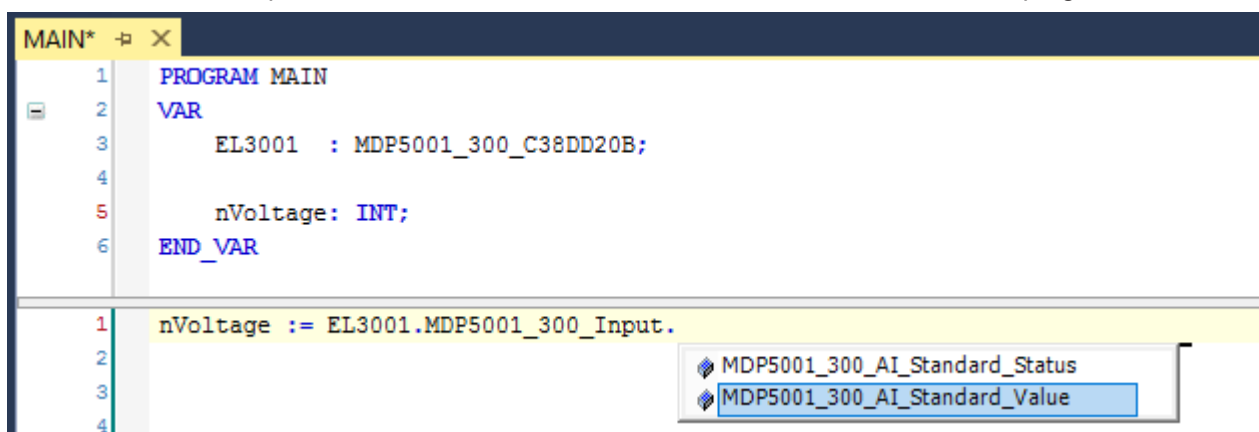 MAIN*
1 PROGRAM MAIN
2 VAR
3 EL3001 : MDP5001_300_C38DD20B;
4
5 nVoltage: INT;
6 END_VAR
1 nVoltage := EL3001.MDP5001_300_Input.
2 MDP5001_300_AI_Standard_Status
3 MDP5001_300_AI_Standard_Value
4